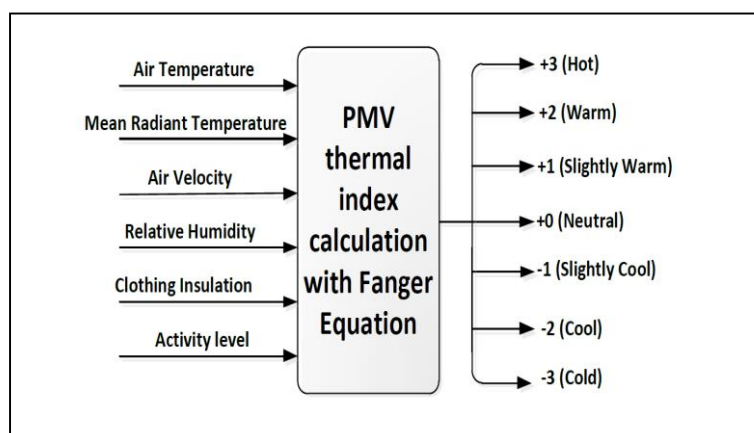 Air Temperature
Mean Radiant Temperature
Air Velocity
Relative Humidity
Clothing Insulation
Activity level
PMV
thermal
index
calculation
with Fanger
Equation
+3 (Hot)
+2 (Warm)
+1 (Slightly Warm)
+0 (Neutral)
-1 (Slightly Cool)
-2 (Cool)
-3 (Cold)